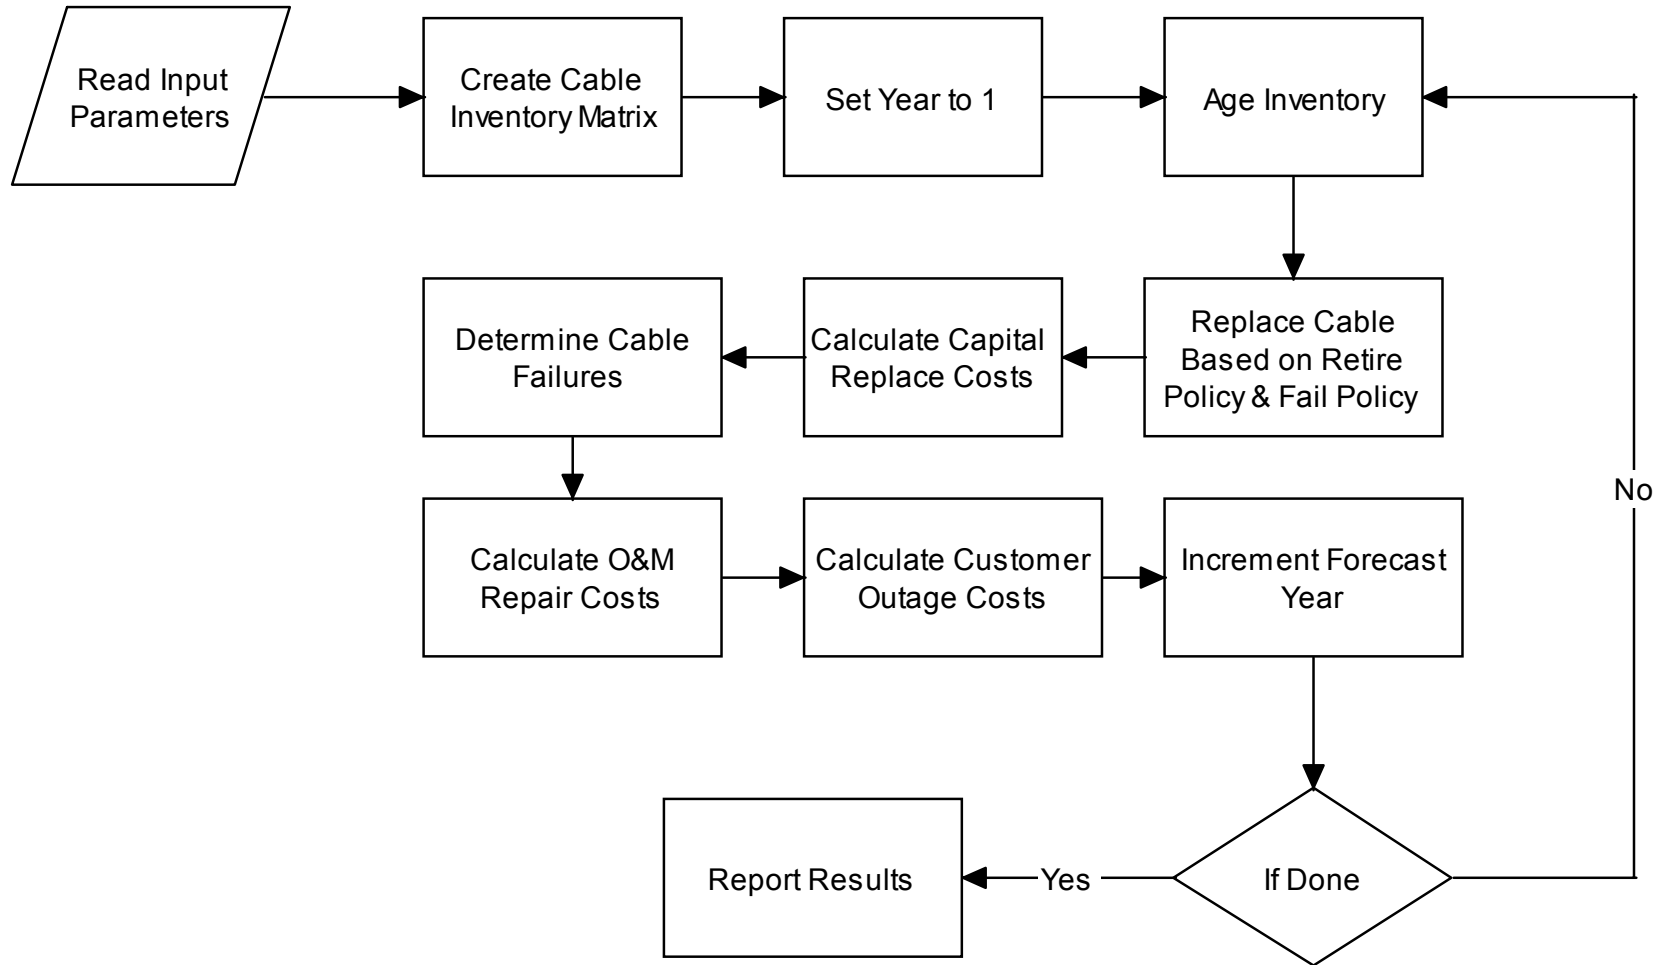 Read Input
Parameters
Create Cable
Inventory Matrix
Set Year to 1
Age Inventory
Replace Cable
Based on Retire
Policy & Fail Policy
Calculate Capital
Replace Costs
Determine Cable
Failures
Calculate O&M
Repair Costs
Calculate Customer
Outage Costs
Increment Forecast
Year
If Done
No
Yes
Report Results